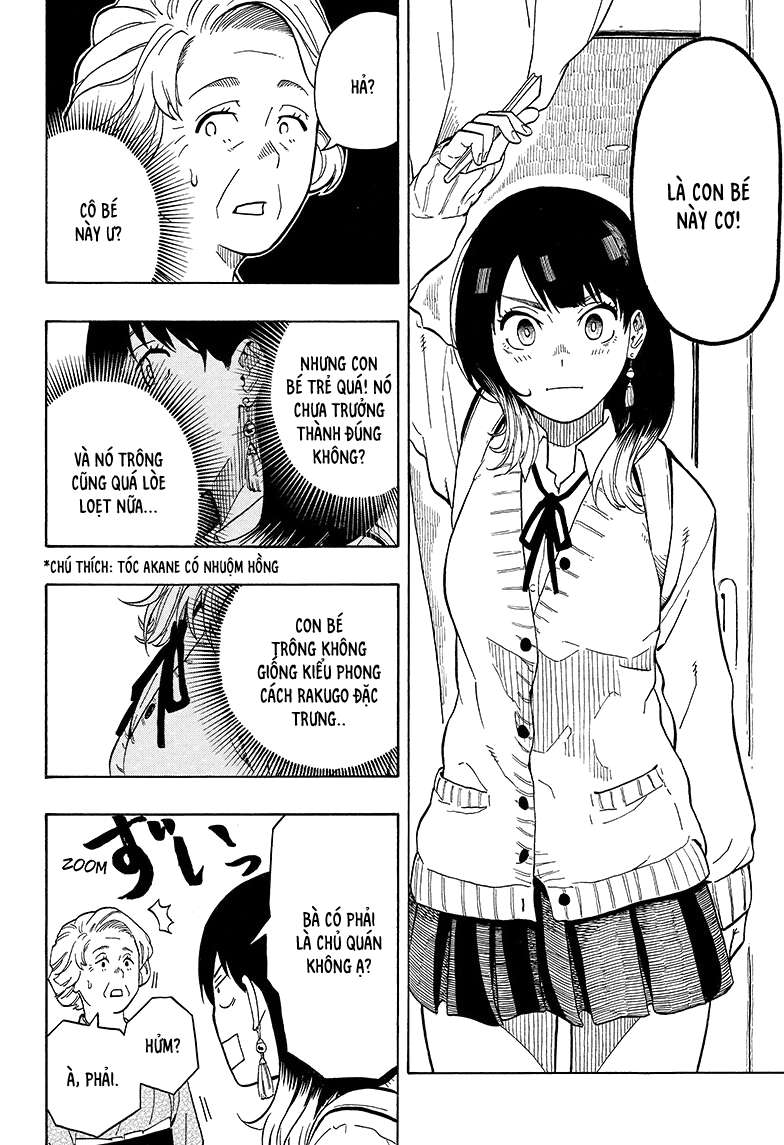 LÀ CON BÉ
NÀY CƠ!
HẢ?
CÔ BÉ
NÀY Ư?
NHƯNG CON
BÉ TRẺ QUÁ! NÓ
CHƯA TRƯỞNG
THÀNH ĐÚNG
KHÔNG?
VÀ NÓ TRÔNG
CŨNG QUÁ LÒE
LOẸT NỮA...
*CHÚ THÍCH: TÓC AKANE CÓ NHUỘM HỒNG
CON BÉ
TRÔNG KHÔNG
GIỐNG KIỂU PHONG
CÁCH RAKUGO ĐẶC
TRƯNG..
ずいっ
ZOOM
BÀ CÓ PHẢI
LÀ CHỦ QUÁN
KHÔNG Ạ?
HỬM?
À, PHẢI.